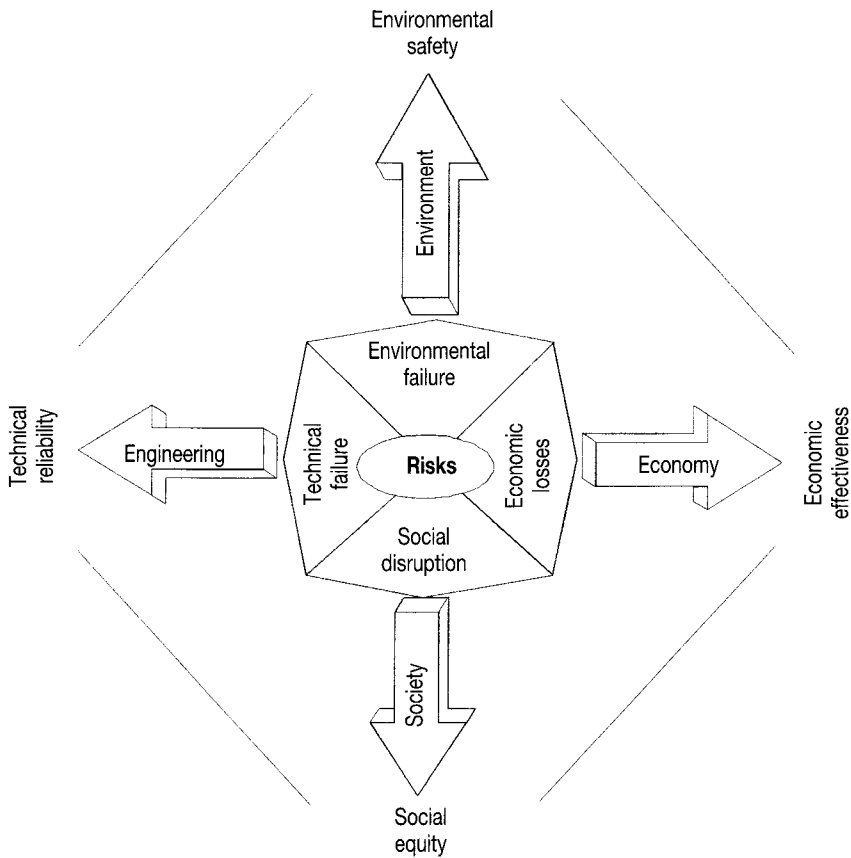 Environmental
safety
Environment
Environmental
failure
Technical
reliability
Engineering
Technical
failure
Risks
Economic
losses
Economy
Economic
effectiveness
Social
disruption
Society
Social
equity